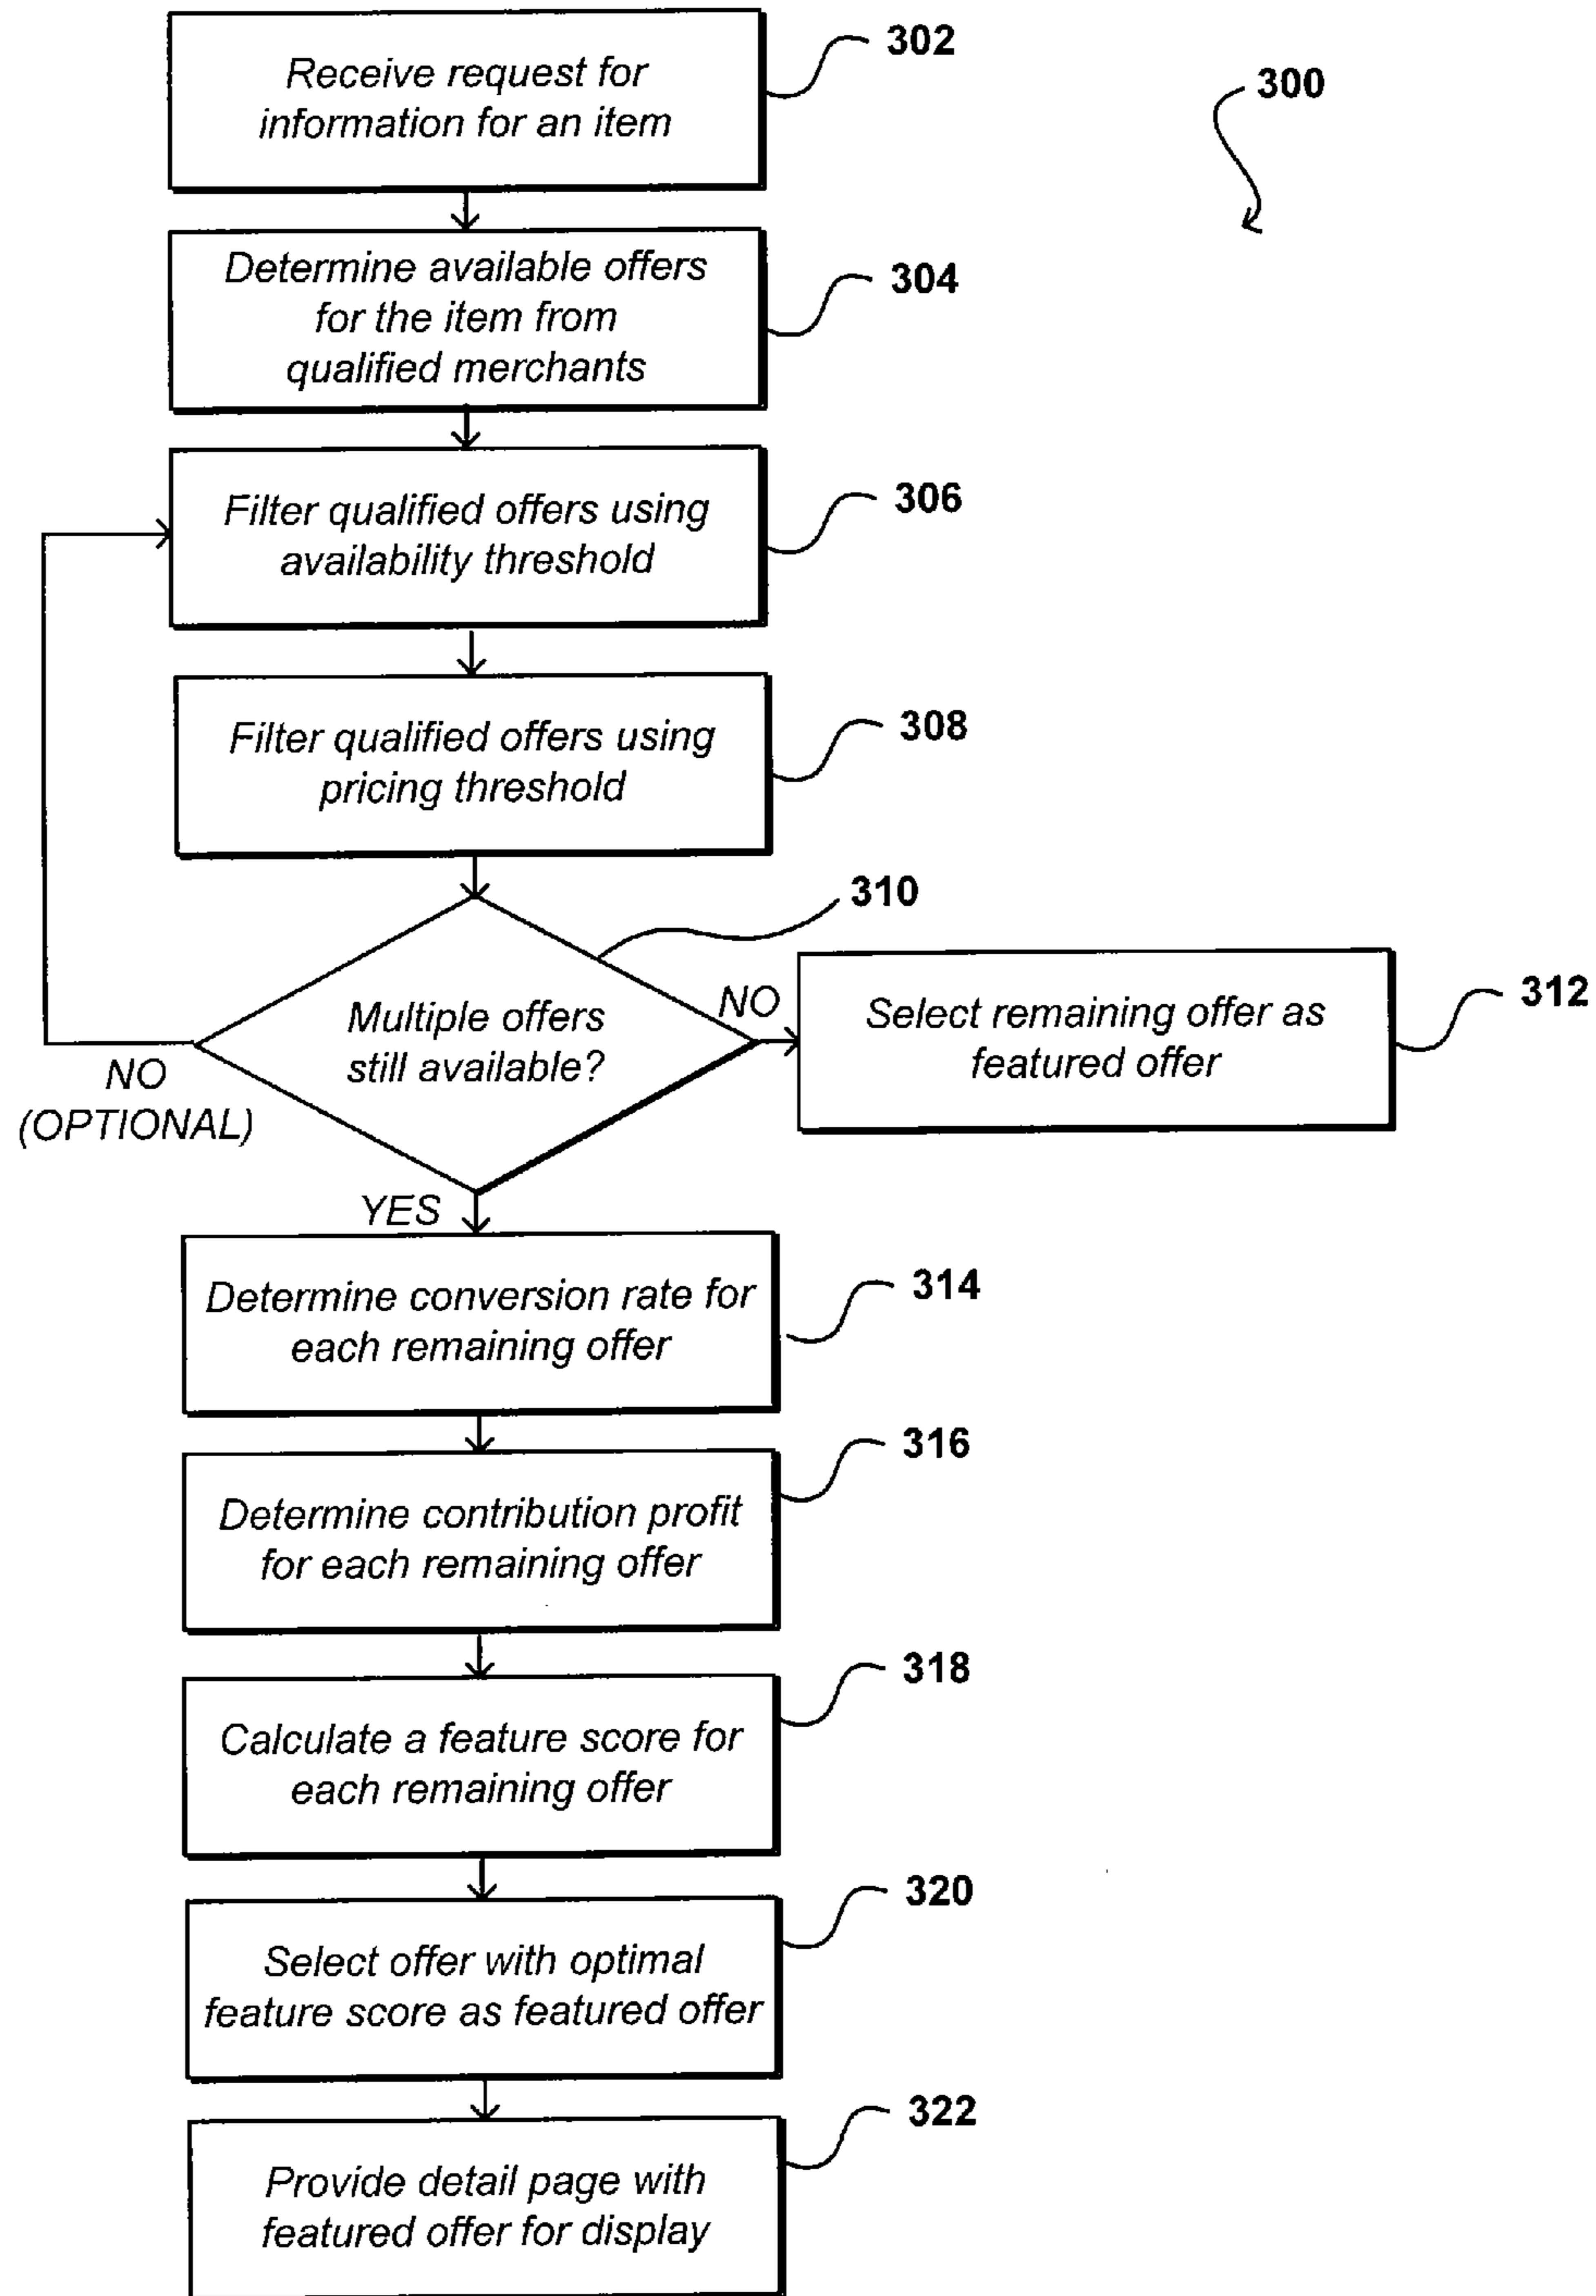 Receive request for
information for an item
302
300
Determine available offers
for the item from
qualified merchants
304
Filter qualified offers using
availability threshold
306
Filter qualified offers using
pricing threshold
308
310
Multiple offers
still available?
NO
Select remaining offer as
featured offer
312
NO
(OPTIONAL)
YES
Determine conversion rate for
each remaining offer
314
Determine contribution profit
for each remaining offer
316
Calculate a feature score for
each remaining offer
318
Select offer with optimal
feature score as featured offer
320
Provide detail page with
featured offer for display
322